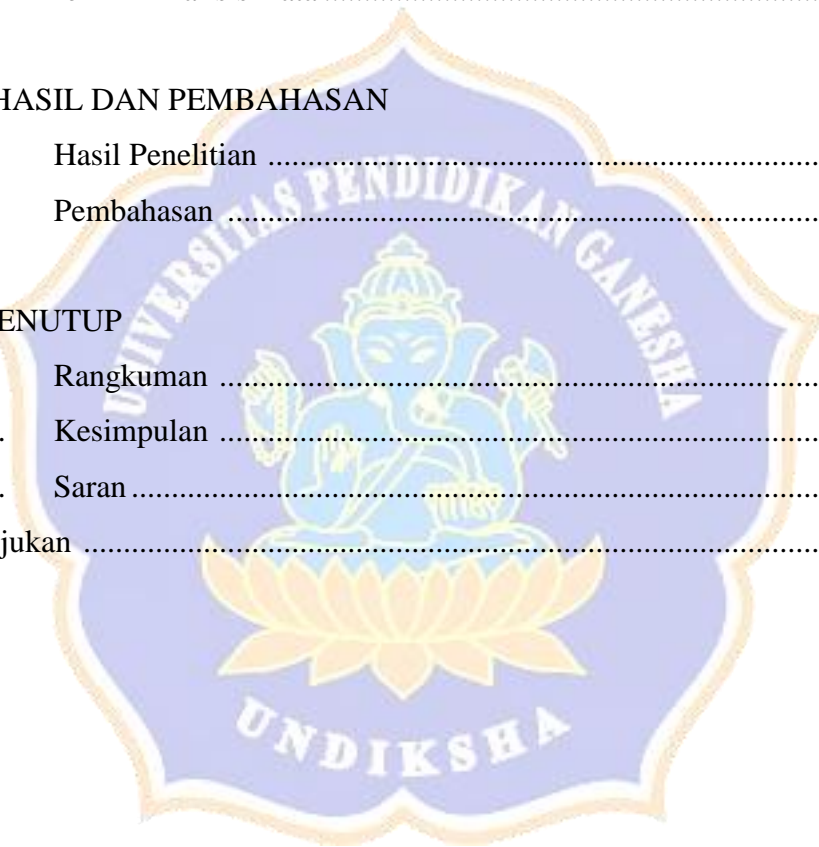 HASIL DAN PEMBAHASAN
Hasil Penelitian ......................................................................
Pembahasan ...........................................................................
UNIVERSITAS PENDIDIKAN GANESHA
ENUTUP
Rangkuman ............................................................................
. Kesimpulan ............................................................................
. Saran .......................................................................................
jukan .............................................................................................
UNDIKSHA